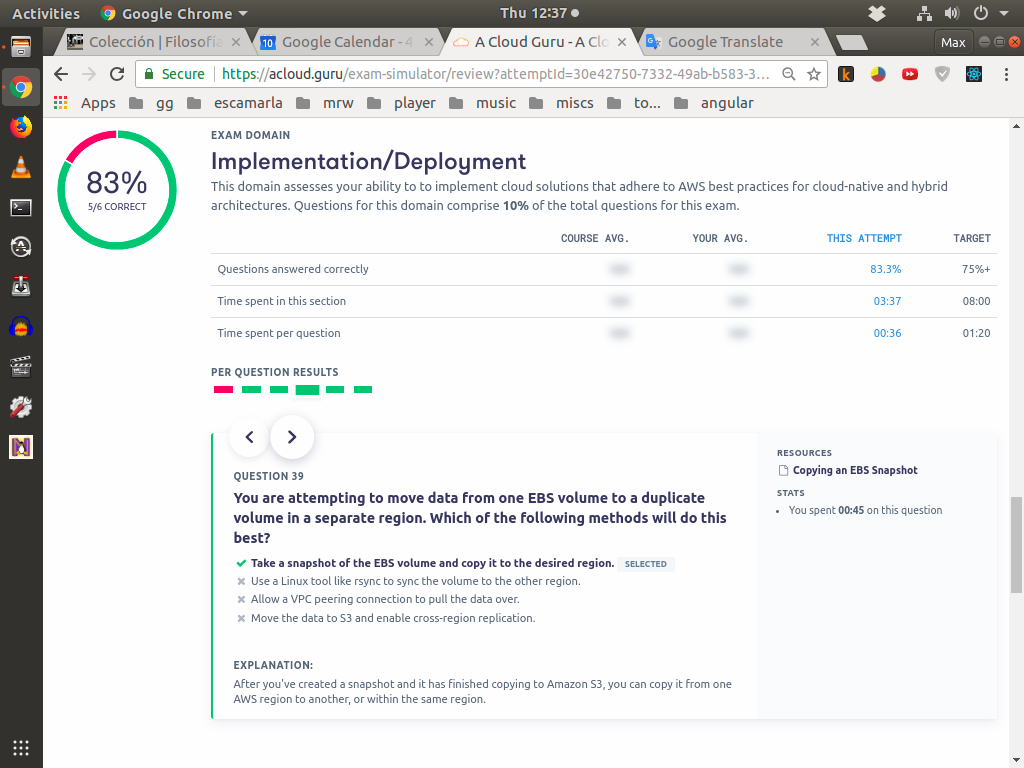 Activities Google Chrome Thu 12:37
Colección | Filosofía Google Calendar - 4 A Cloud Guru - A Clo Google Translate Max
Secure https://acloud.guru/exam-simulator/review?attemptId=30e42750-7332-49ab-b583-3...
Apps gg escamarla mrw player music miscs to... angular
83%
5/6 CORRECT
EXAM DOMAIN
Implementation/Deployment
This domain assesses your ability to to implement cloud solutions that adhere to AWS best practices for cloud-native and hybrid
architectures. Questions for this domain comprise 10% of the total questions for this exam.
COURSE AVG. YOUR AVG. THIS ATTEMPT TARGET
Questions answered correctly 83.3% 75%+
Time spent in this section 03:37 08:00
Time spent per question 00:36 01:20
PER QUESTION RESULTS
QUESTION 39
You are attempting to move data from one EBS volume to a duplicate
volume in a separate region. Which of the following methods will do this
best?
Take a snapshot of the EBS volume and copy it to the desired region. SELECTED
Use a Linux tool like rsync to sync the volume to the other region.
Allow a VPC peering connection to pull the data over.
Move the data to S3 and enable cross-region replication.
EXPLANATION:
After you've created a snapshot and it has finished copying to Amazon S3, you can copy it from one
AWS region to another, or within the same region.
RESOURCES
Copying an EBS Snapshot
STATS
You spent 00:45 on this question